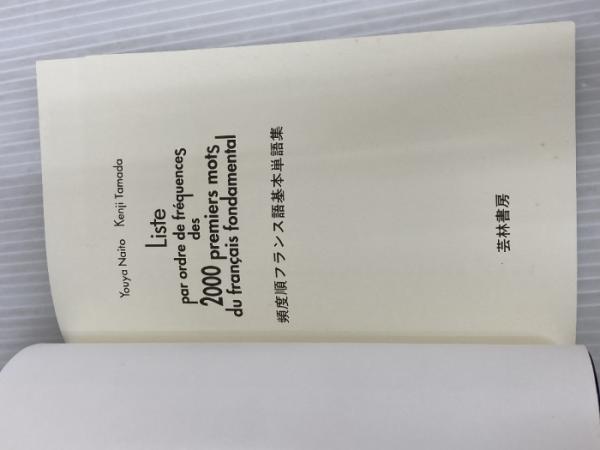 Youya Naito Kenji Tamada
Liste
par ordre de fréquences
des
2000 premiers mots
du français fondamental
頻度順フランス語基本単語集
芸林書房